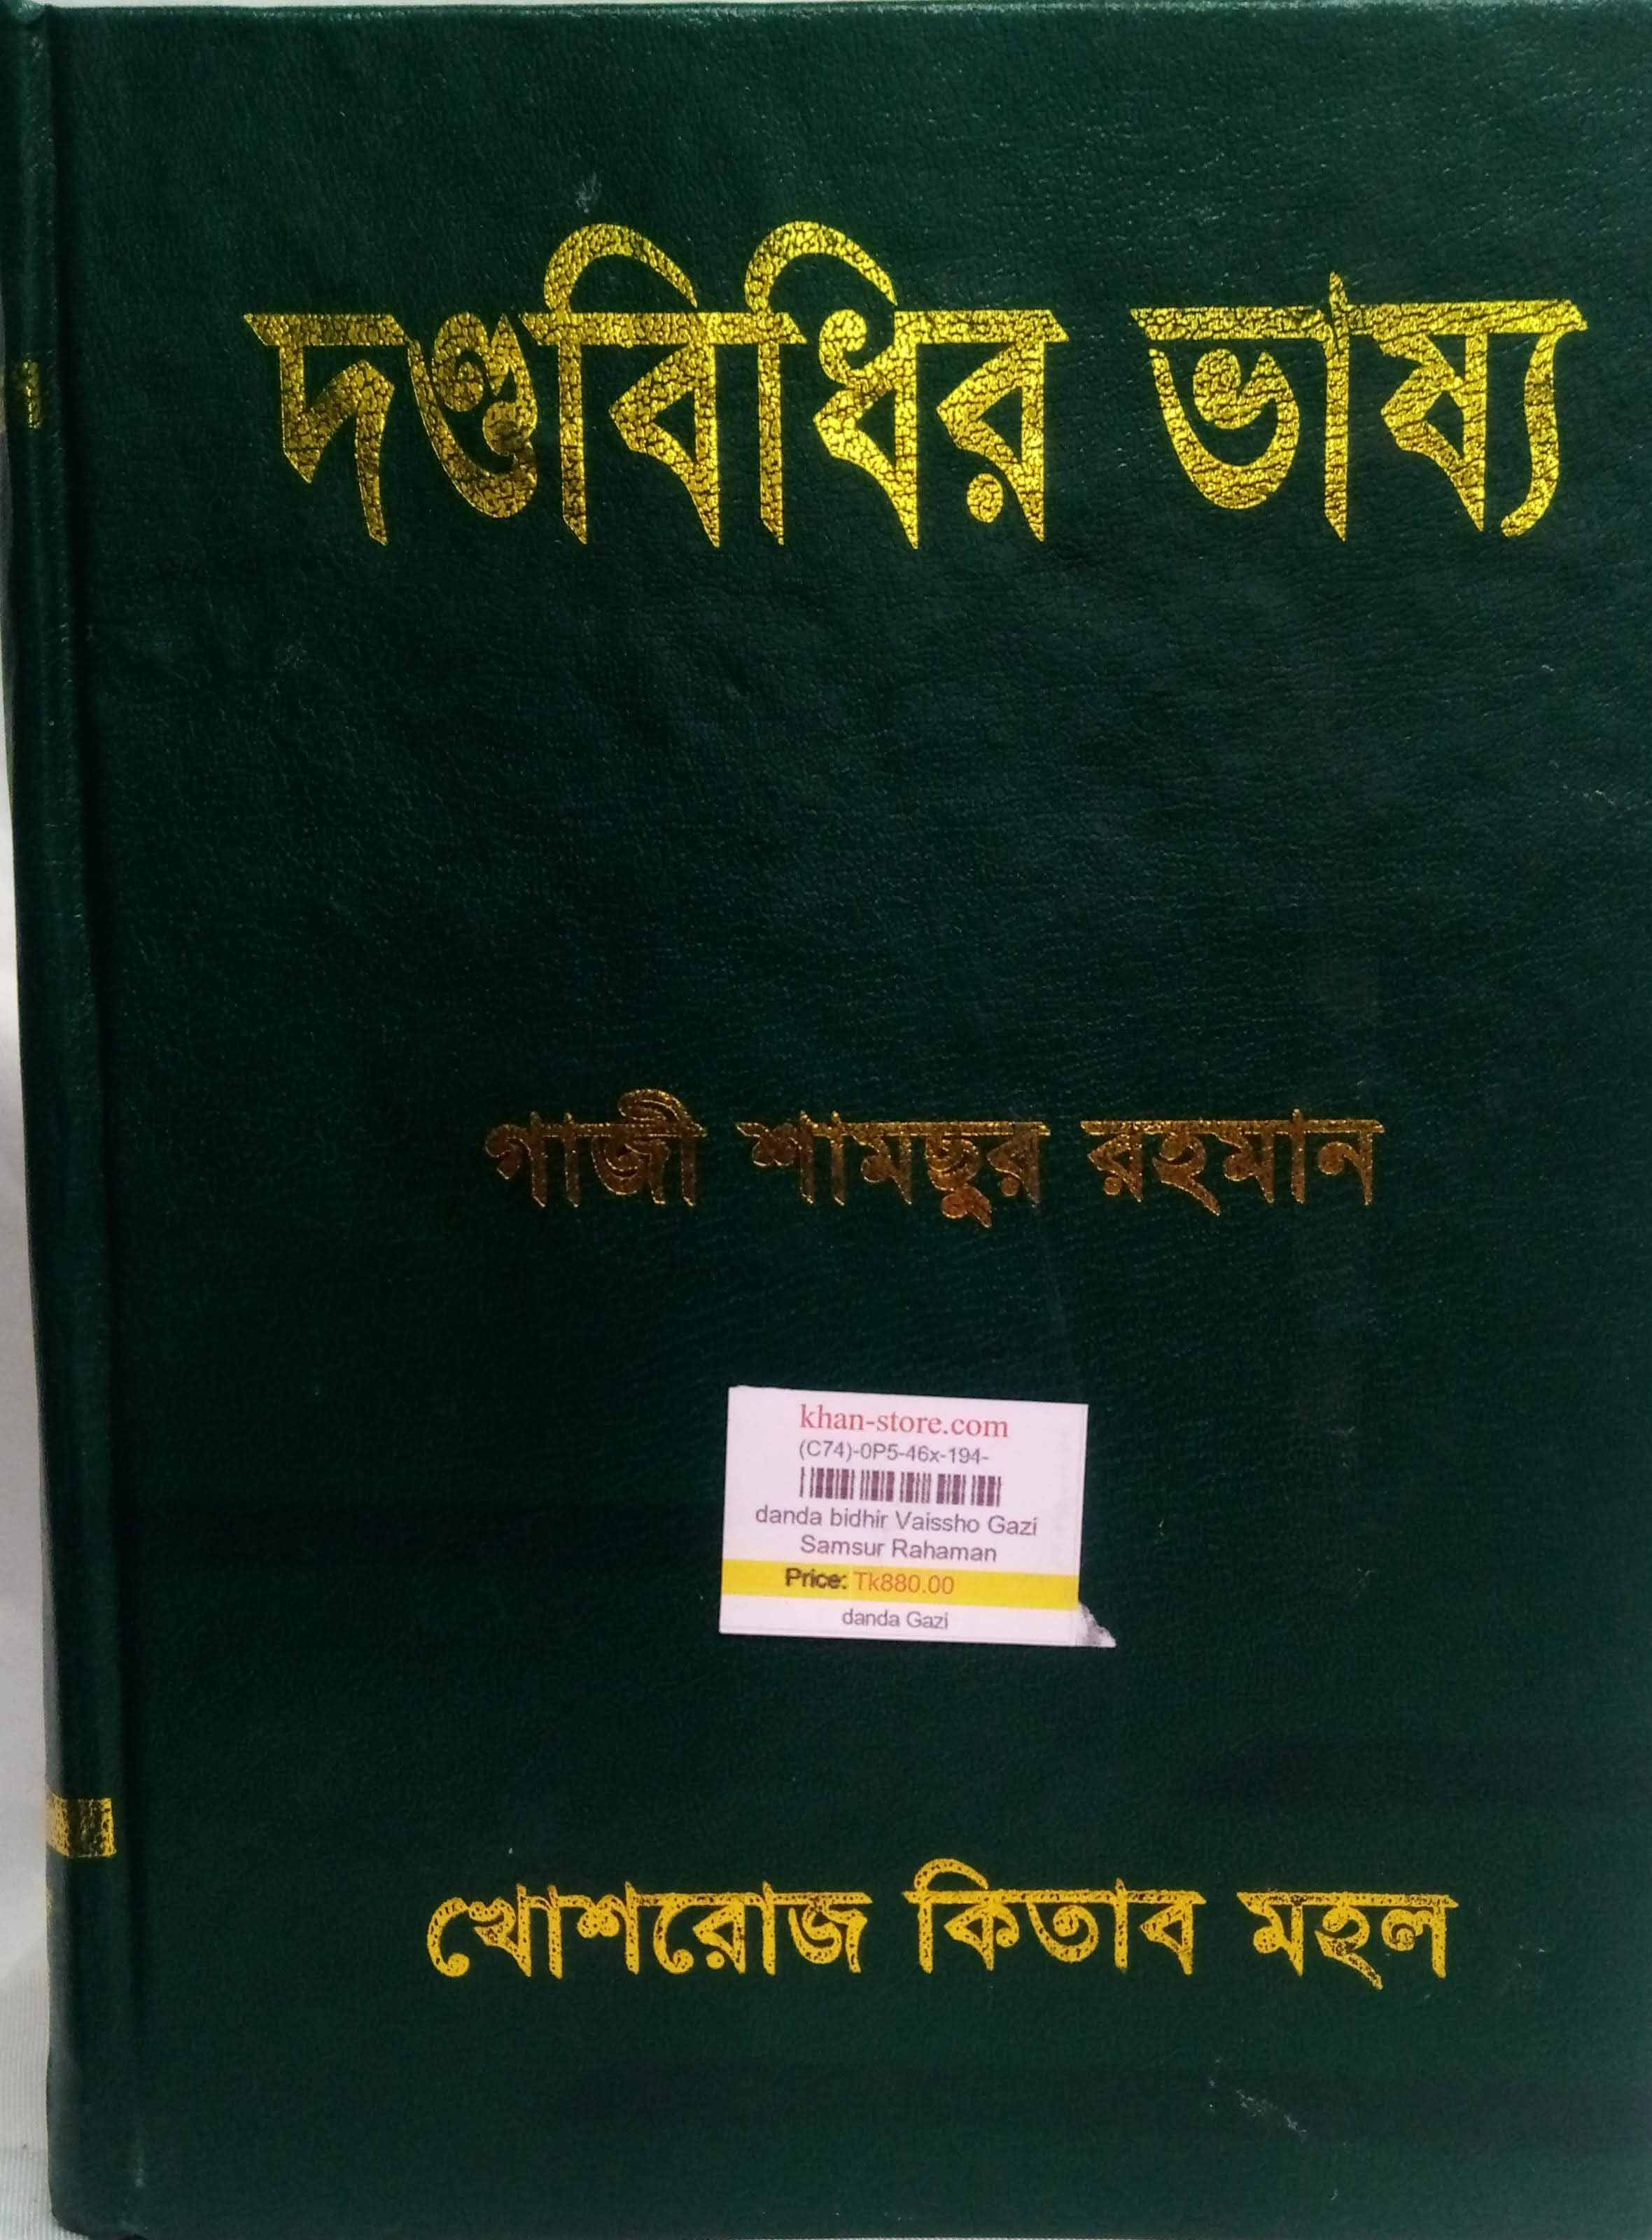 দণ্ডবিধির ভাষ্য
গাজী শামছুর রহমান
khan-store.com
(C74)-0P5-46x-194-
danda bidhir Vaissho Gazi
Samsur Rahaman
Price: Tk880.00
danda Gazi
খোশরোজ কিতাব মহল